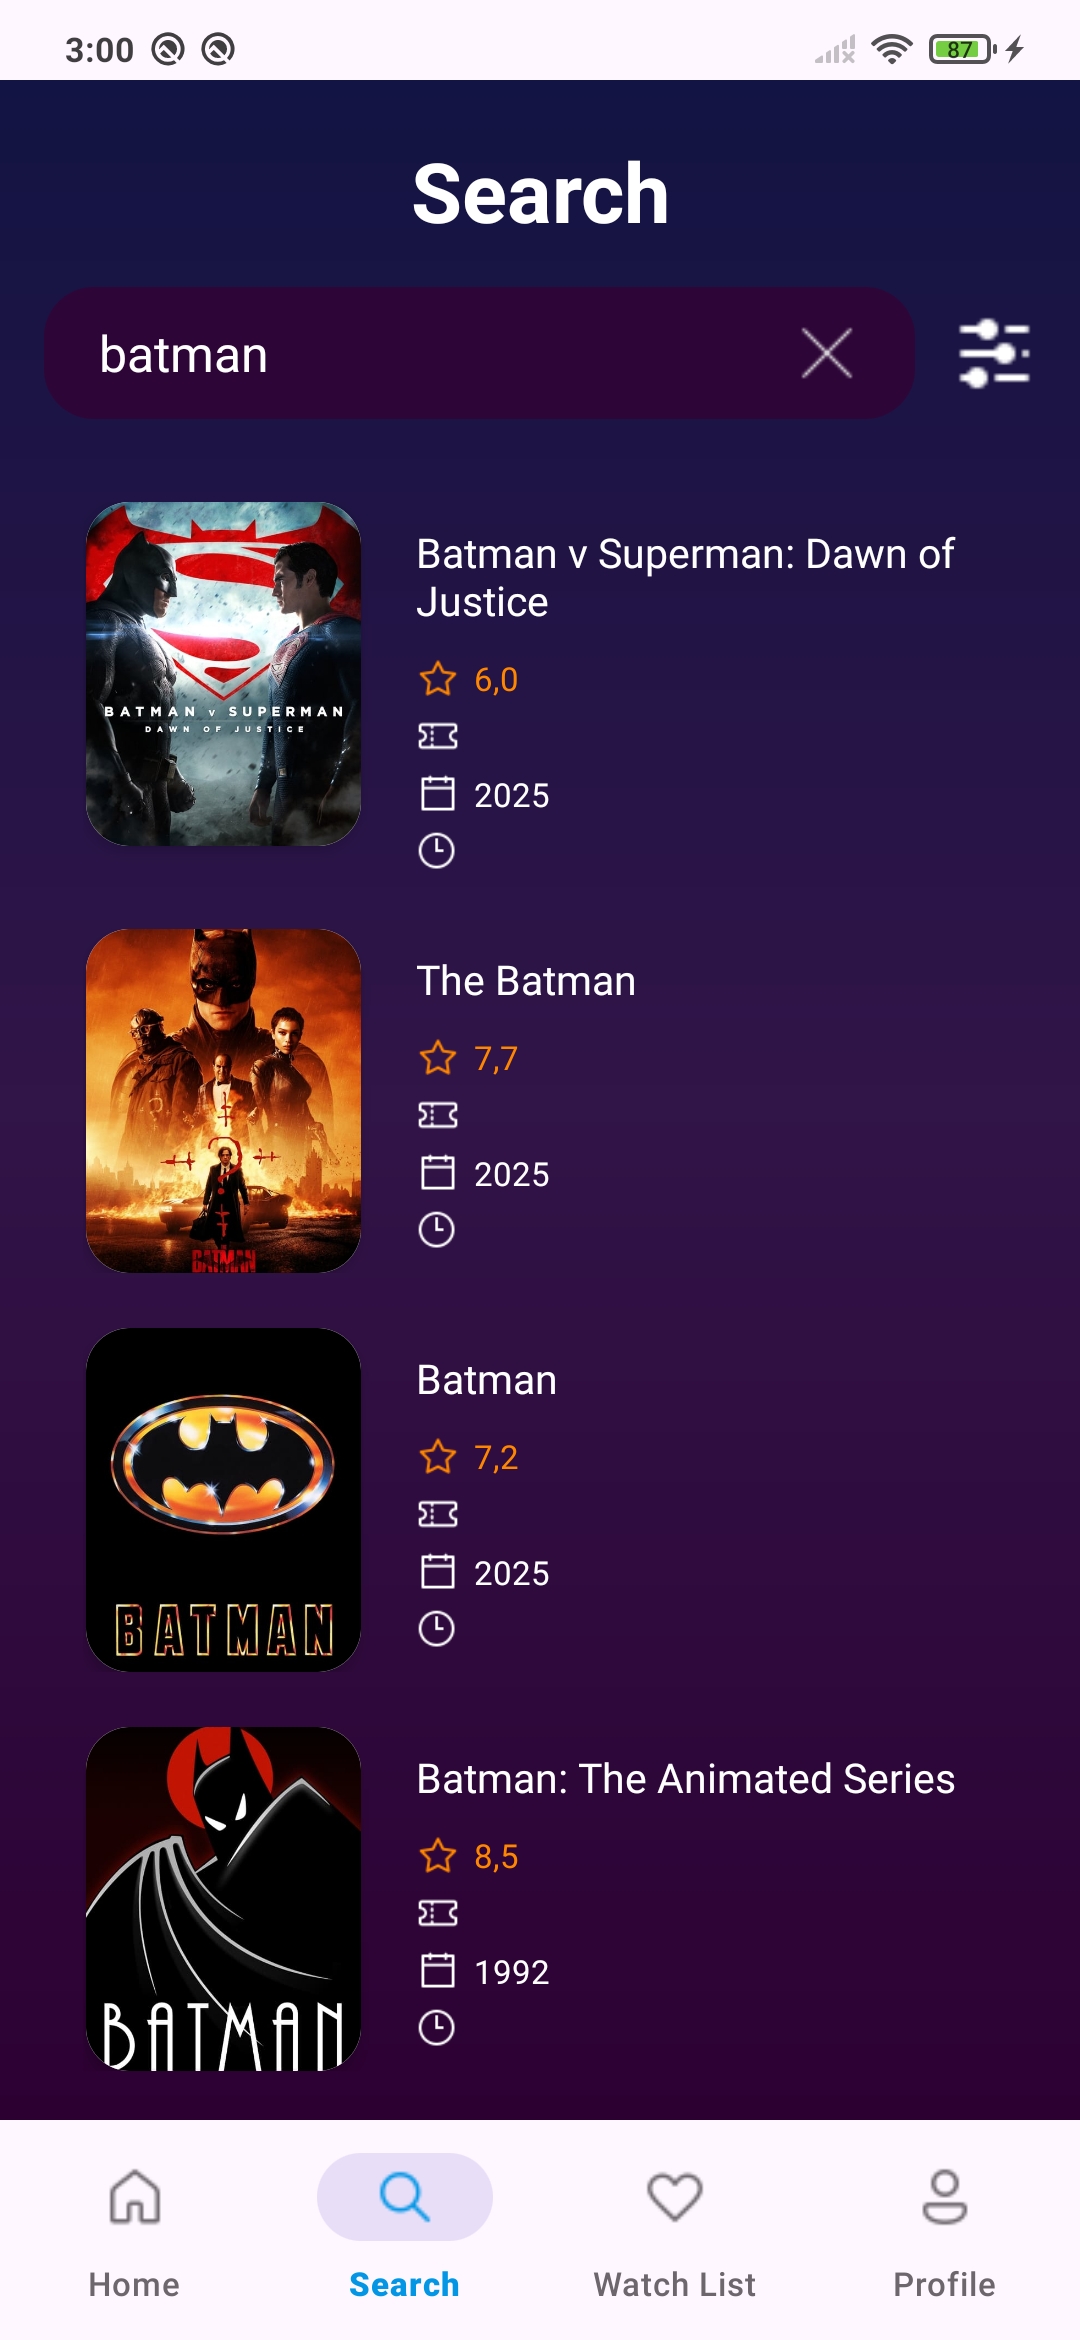 3:00
87
Search
batman
BATMAN v SUPERMAN
DAWN OF JUSTICE
Batman v Superman: Dawn of
Justice
6,0
2025
BATMAN
The Batman
7,7
2025
BATMAN
Batman
7,2
2025
BATMAN
Batman: The Animated Series
8,5
1992
Home
Search
Watch List
Profile